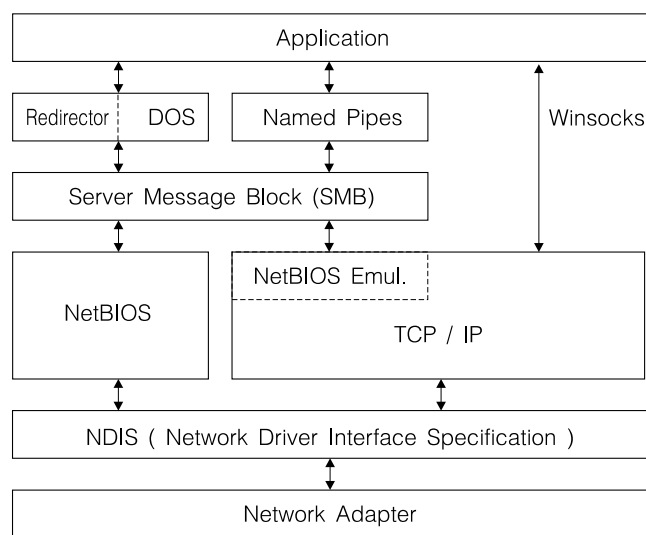 Application
Redirector DOS
Named Pipes
Winsocks
Server Message Block (SMB)
NetBIOS Emul.
NetBIOS
TCP / IP
NDIS ( Network Driver Interface Specification )
Network Adapter